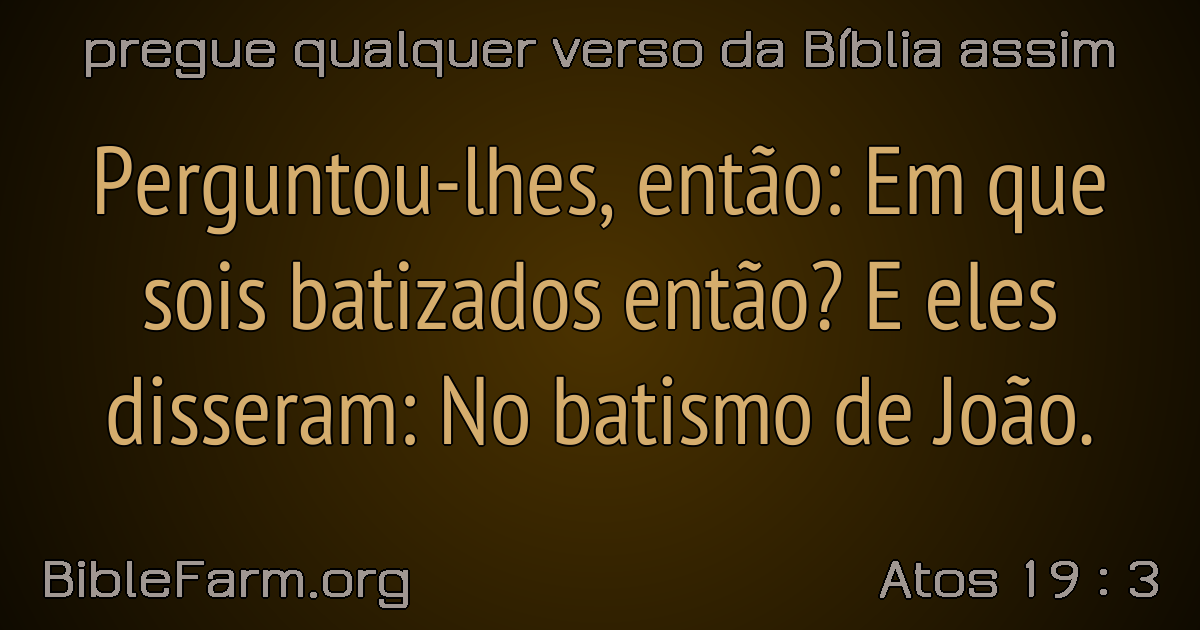 pregue qualquer verso da Bíblia assim
Perguntou-lhes, então: Em que
sois batizados então? E eles
disseram: No batismo de João.
BibleFarm.org
Atos 19 : 3